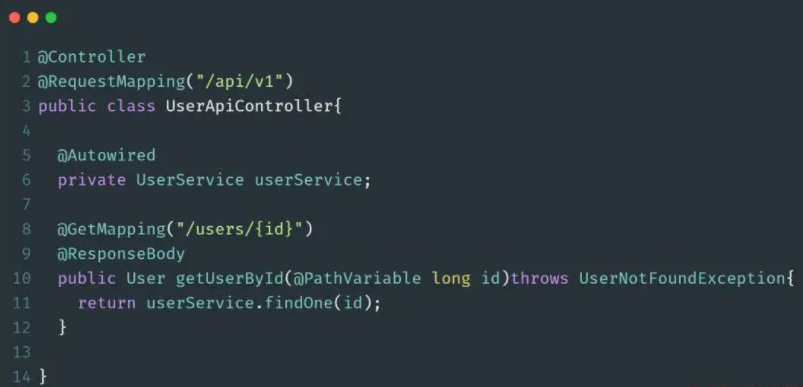 1 @Controller
2 @RequestMapping("/api/v1")
3 public class UserApiController{
4
5   @Autowired
6   private UserService userService;
7
8   @GetMapping("/users/{id}")
9   @ResponseBody
10   public User getUserById(@PathVariable long id)throws UserNotFoundException{
11     return userService.findOne(id);
12   }
13
14 }